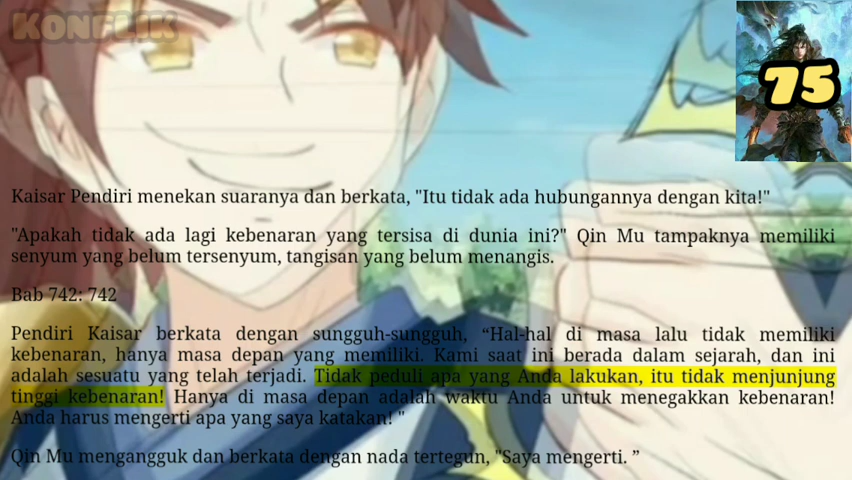 KONFLIK
75
Kaisar Pendiri menekan suaranya dan berkata, "Itu tidak ada hubungannya dengan kita!"
"Apakah tidak ada lagi kebenaran yang tersisa di dunia ini?" Qin Mu tampaknya memiliki
senyum yang belum tersenyum, tangisan yang belum menangis.
Bab 742: 742
Pendiri Kaisar berkata dengan sungguh-sungguh, “Hal-hal di masa lalu tidak memiliki
kebenaran, hanya masa depan yang memiliki. Kami saat ini berada dalam sejarah, dan ini
adalah sesuatu yang telah terjadi. Tidak peduli apa yang Anda lakukan, itu tidak menjunjung
tinggi kebenaran! Hanya di masa depan adalah waktu Anda untuk menegakkan kebenaran!
Anda harus mengerti apa yang saya katakan! "
Qin Mu mengangguk dan berkata dengan nada tertegun, "Saya mengerti. ”